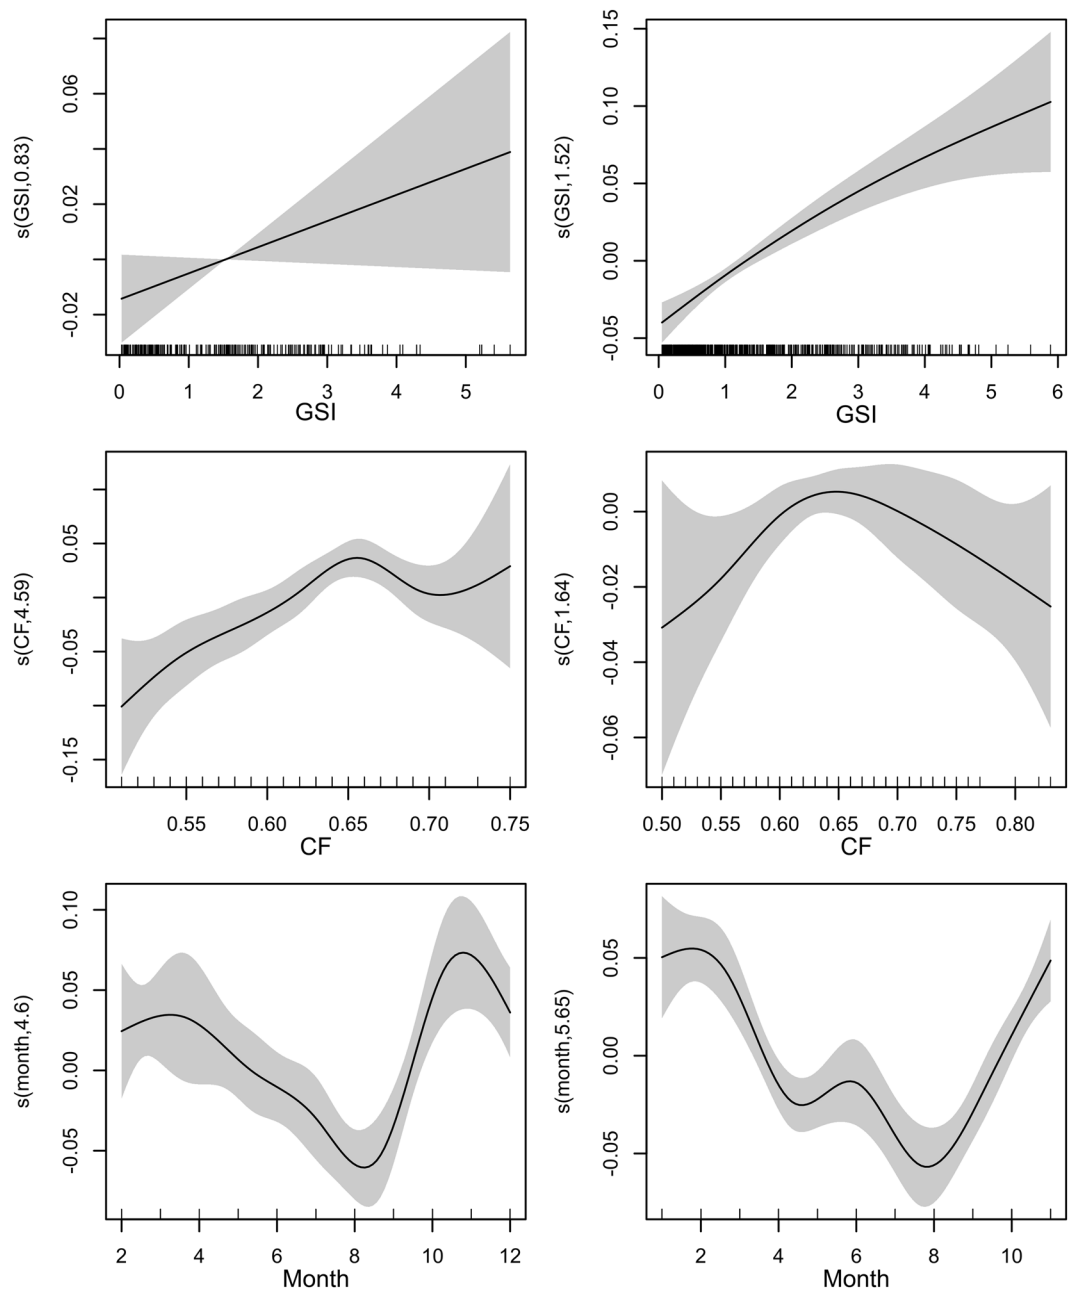 s(GSI,0.83)
-0.02 0.02 0.06
0 1 2 3 4 5
GSI
s(GSI,1.52)
-0.05 0.00 0.05 0.10 0.15
0 1 2 3 4 5 6
GSI
s(CF,4.59)
-0.15 -0.05 0.05
0.55 0.60 0.65 0.70 0.75
CF
s(CF,1.64)
-0.06 -0.04 -0.02 0.00
0.50 0.55 0.60 0.65 0.70 0.75 0.80
CF
s(month,4.6)
-0.05 0.00 0.05 0.10
2 4 6 8 10 12
Month
s(month,5.65)
-0.05 0.00 0.05
2 4 6 8 10
Month